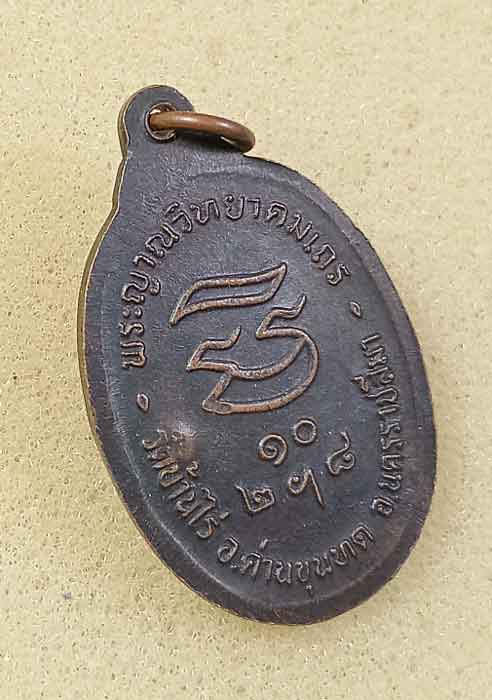 พระญาณวิทยาคมเถร
๑๐
๒๕๘
วัดบ้านไร่ อ.ด่านขุนทด จ.นครราชสีมา